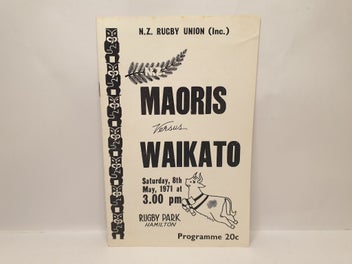 N.Z. RUGBY UNION (Inc.)
N.Z.
MAORIS
Versus
WAIKATO
Saturday, 8th
May, 1971 at
3.00 pm
RUGBY PARK
HAMILTON
Programme 20c